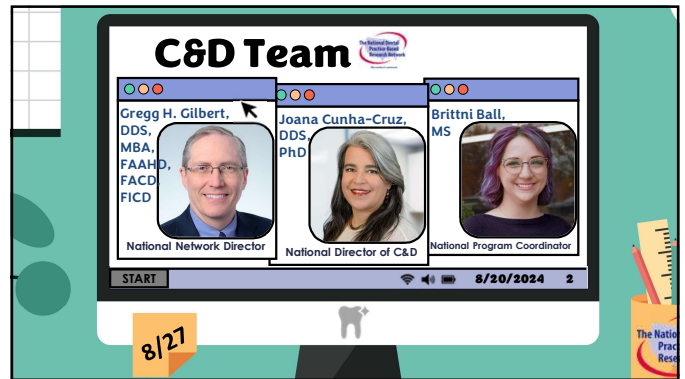 C&D Team
The National Dental
Practice-Based
Research Network
Gregg H. Gilbert,
DDS,
MBA,
FAAHD,
FACD,
FICD
National Network Director
Joana Cunha-Cruz,
DDS,
PhD
National Director of C&D
Brittni Ball,
MS
National Program Coordinator
START
8/20/2024 2
8/27
The Natio
Prac
Rese